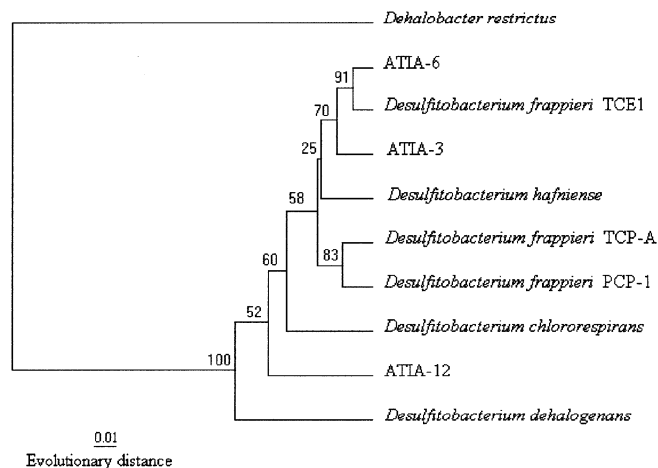 Dehalobacter restrictus
ATIA-6
91
Desulfitobacterium frappieri TCE1
70
ATIA-3
25
Desulfitobacterium hafniense
58
Desulfitobacterium frappieri TCP-A
83
Desulfitobacterium frappieri PCP-1
60
Desulfitobacterium chlororespirans
52
ATIA-12
100
Desulfitobacterium dehalogenans
0.01
Evolutionary distance